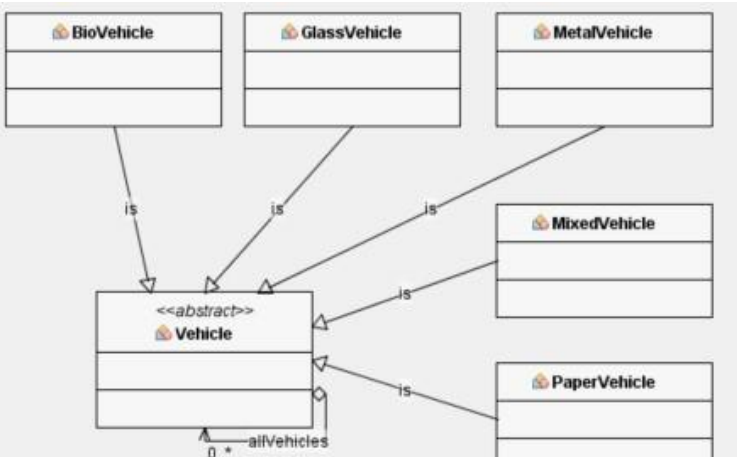 BioVehicle
GlassVehicle
MetalVehicle
is
is
is
MixedVehicle
is
<<abstract>>
Vehicle
PaperVehicle
is
allVehicles
0..*